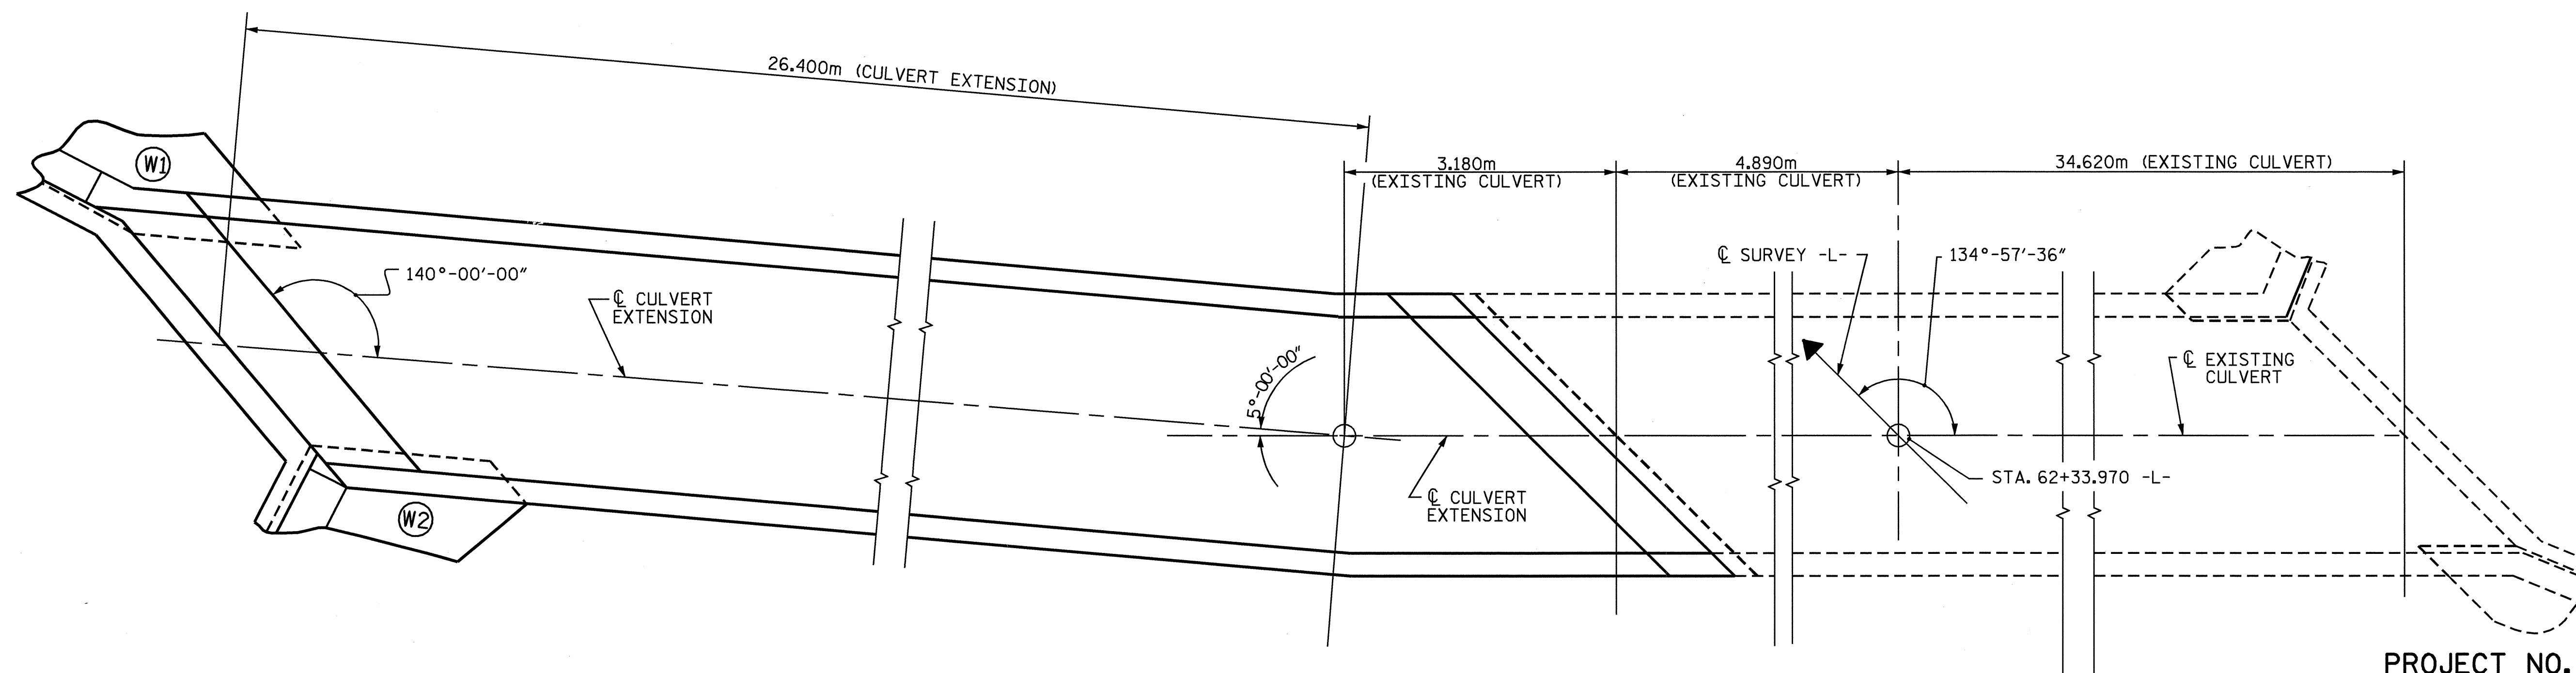 26.400m (CULVERT EXTENSION)
W1
3.180m
(EXISTING CULVERT)
4.890m
(EXISTING CULVERT)
34.620m (EXISTING CULVERT)
140°-00'-00"
℄ CULVERT
EXTENSION
℄ SURVEY -L-
134°-57'-36"
5°-00'-00"
℄ EXISTING
CULVERT
℄ CULVERT
EXTENSION
STA. 62+33.970 -L-
W2
PROJECT NO.